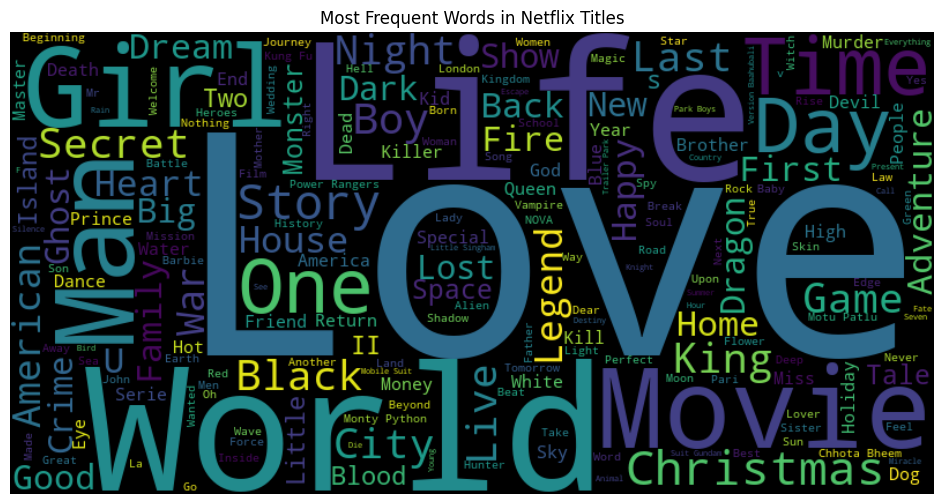 Most Frequent Words in Netflix Titles
Beginning
Dream
Journey
Women
Star
Everything
Girl
Life
Time
Night
Show
Last
Murder
Master
Death
Kung Fu
Hell
London
Magic
Witch
Mr
End
Two
Welcome
Heroes
Wedding
Monster
Dark
Kid
Kingdom
Back
New
s
Version Baahubali
v
Yes
Rise
Devil
People
Rain
Nothing
Right
Dead
Boy
Born
Escape
School
Fire
Year
Park Boys
Day
Secret
Battle
Mother
Film
Killer
Woman
Song
God
Blue
Brother
Country
Trailer Park
First
Present
Law
Call
Adventure
Green
Man
Heart
Power Rangers
Story
Queen
Vampire
Spy
Happy
Rock
Baby
True
Island
American
Silence
Ghost
Big
Prince
History
Lady
NOVA
Break
Soul
Love
Dragon
High
Skin
Mission
Water
Barbie
House
America
Special
Little Singham
Way
Road
Upon
Next
Son
Dance
War
One
Lost
Space
Alien
Knight
Legend
Edge
Game
Family
See
Shadow
Summer
Hour
Motu Patlu
Fate
Seven
Friend
Return
Destiny
Dear
Kill
Light
Home
Flower
Away
Bird
Sea
Hot
U
II
Father
Another
Land
Mobile Suit
Tomorrow
Perfect
King
Deep
Never
Crime
Earth
Red
Black
Money
White
Moon
Pari
Miss
Tale
John
Serie
Men
Oh
Beyond
Beat
Holiday
World
Movie
Eye
Wanted
Little
Monty Python
City
Live
Take
Lover
Sister
Feel
Sun
Chhota Bheem
Made
Great
Wave
Force
Die
Sky
Inside
Young
Hunter
Word
Suit Gundam
Best
Miracle
Good
La
Go
Blood
Animal
Christmas
Dog